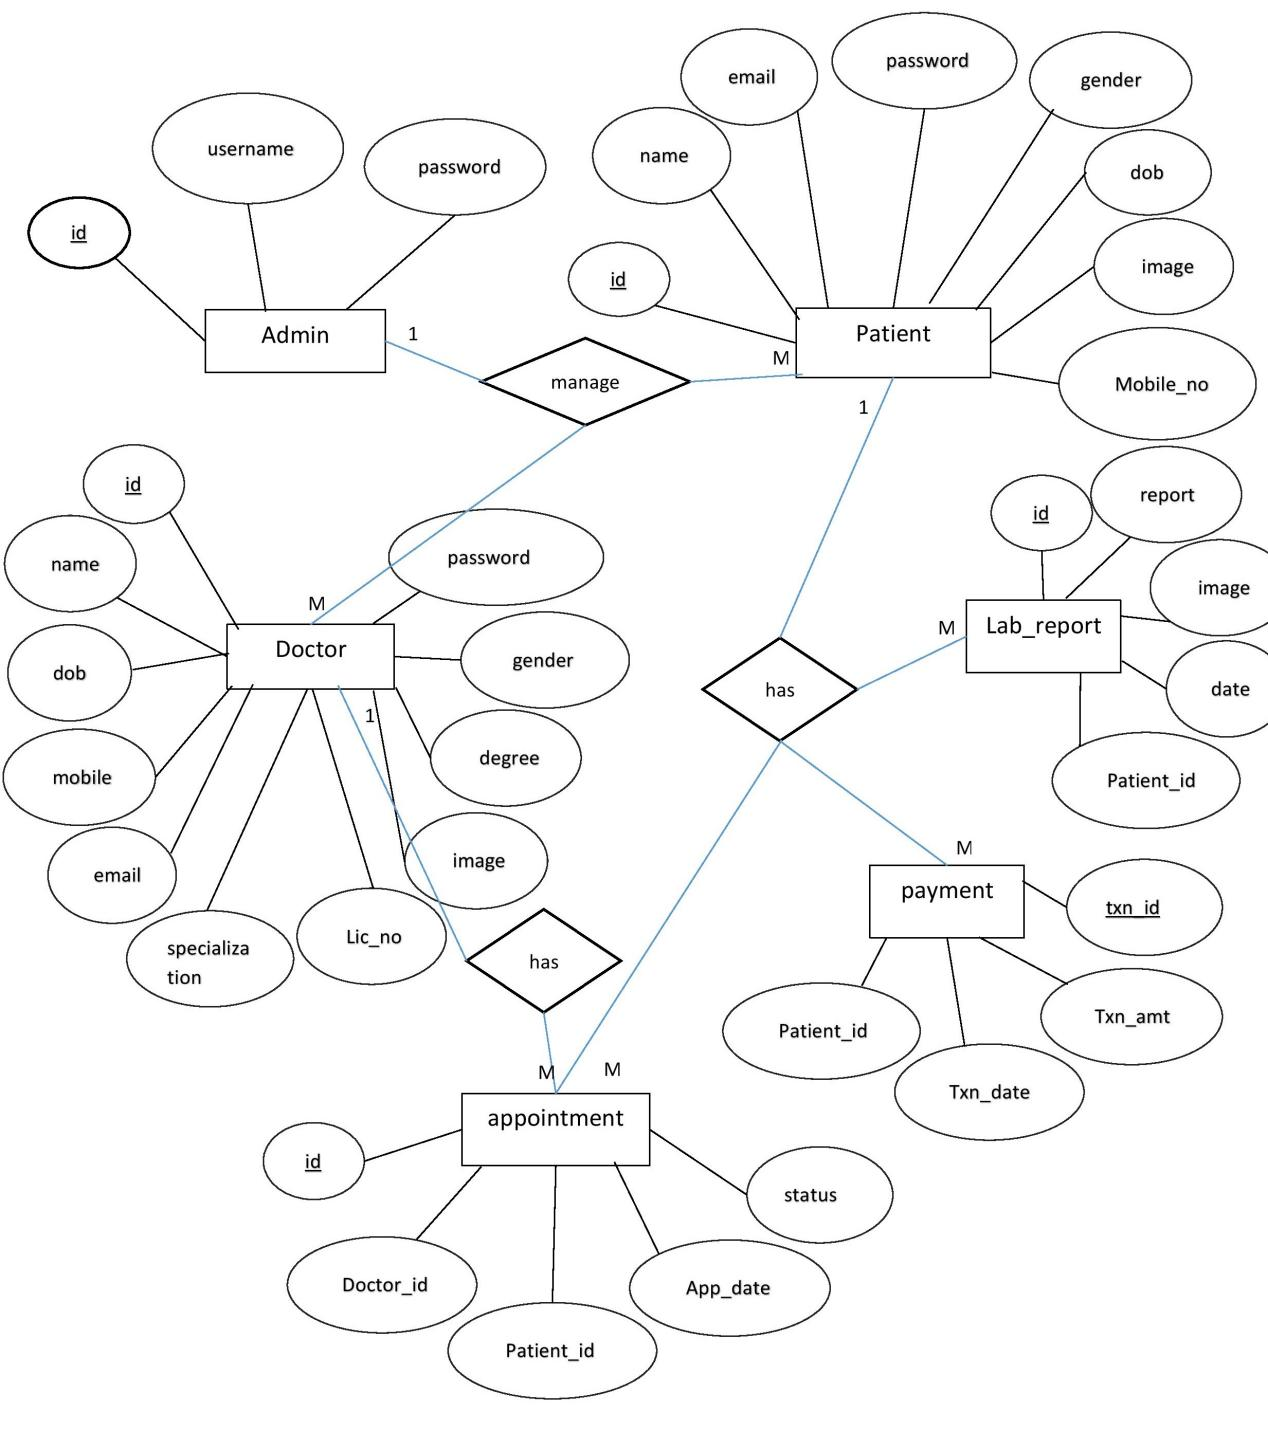 email
password
gender
username
password
name
dob
id
image
id
Admin
1
Patient
M
manage
Mobile_no
1
id
report
id
name
password
image
M
Doctor
Lab_report
M
gender
dob
has
date
1
degree
mobile
Patient_id
M
email
image
payment
txn_id
Lic_no
specializa
tion
has
Patient_id
Txn_amt
M
M
Txn_date
appointment
id
status
Doctor_id
App_date
Patient_id